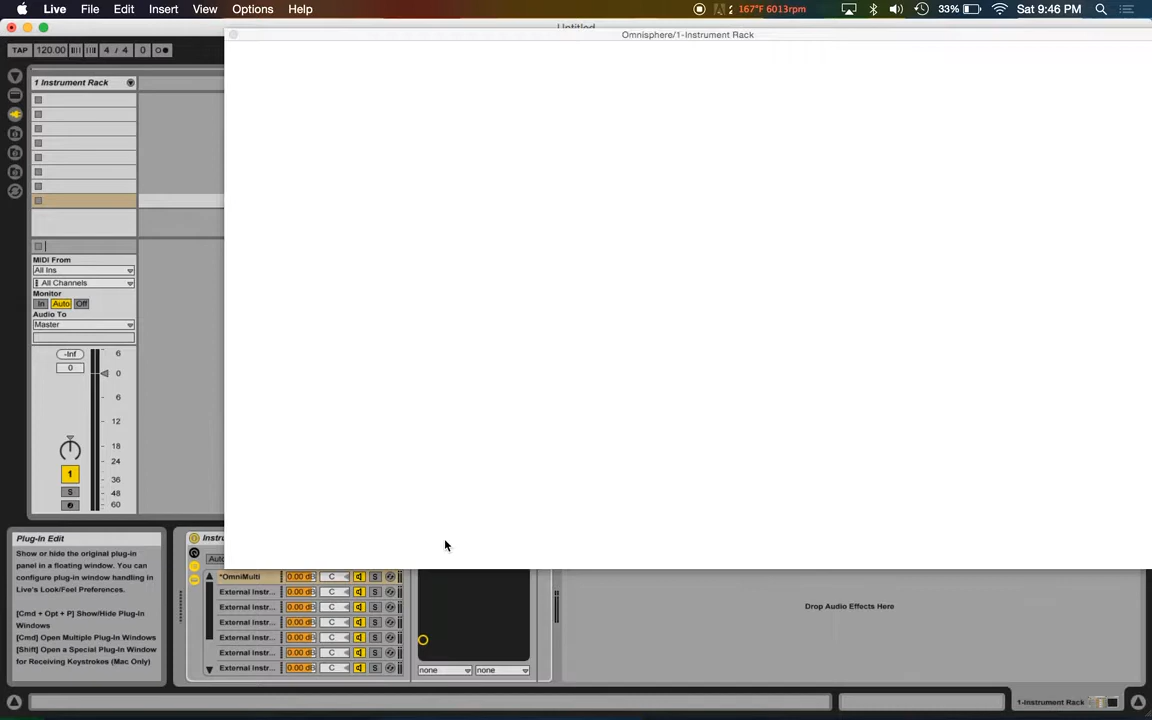 Live File Edit Insert View Options Help 2 167°F 6013rpm 33% Sat 9:46 PM
Untitled
Omnisphere/1-Instrument Rack
TAP 120.00 4 / 4 0
1 Instrument Rack
MIDI From
All Ins
All Channels
Monitor
In Auto Off
Audio To
Master
-Inf 6
0 0
6
12
18
24
1 36
S 48
60
Plug-In Edit
Show or hide the original plug-in
panel in a floating window. You can
configure plug-in window handling in
Live's Look/Feel Preferences.
[Cmd + Opt + P] Show/Hide Plug-In
Windows
[Cmd] Open Multiple Plug-In Windows
[Shift] Open a Special Plug-In Window
for Receiving Keystrokes (Mac Only)
Instru
Auto
*OmniMulti 0.00 dB C S
External Instr... 0.00 dB C S
External Instr... 0.00 dB C S
External Instr... 0.00 dB C S
External Instr... 0.00 dB C S
External Instr... 0.00 dB C S
External Instr... 0.00 dB C S
none none
Drop Audio Effects Here
1-Instrument Rack